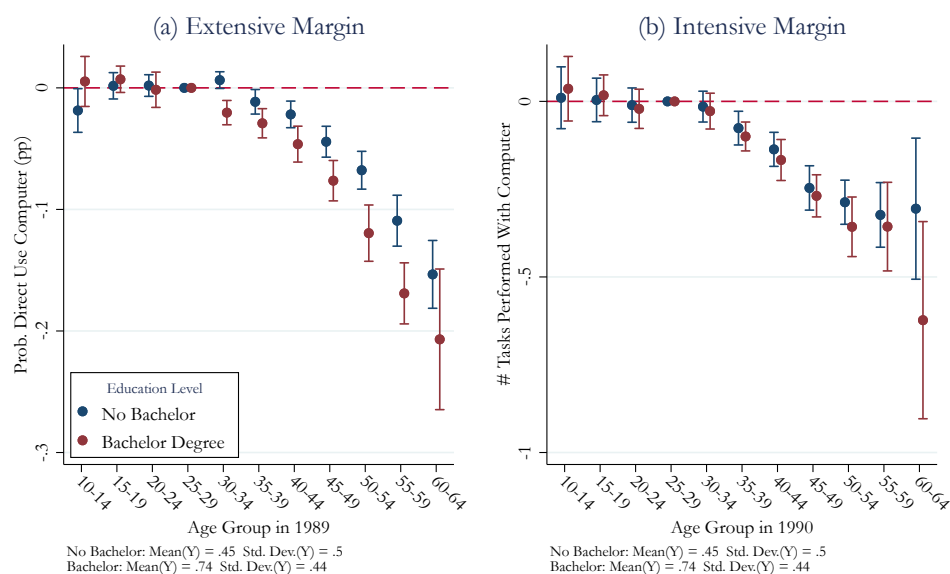 (a) Extensive Margin
Prob. Direct Use Computer (pp)
0
-.1
-.2
-.3
Education Level
No Bachelor
Bachelor Degree
10-14
15-19
20-24
25-29
30-34
35-39
40-44
45-49
50-54
55-59
60-64
Age Group in 1989
No Bachelor: Mean(Y) = .45 Std. Dev.(Y) = .5
Bachelor: Mean(Y) = .74 Std. Dev.(Y) = .44
(b) Intensive Margin
# Tasks Performed With Computer
0
-.5
-1
10-14
15-19
20-24
25-29
30-34
35-39
40-44
45-49
50-54
55-59
60-64
Age Group in 1990
No Bachelor: Mean(Y) = .45 Std. Dev.(Y) = .5
Bachelor: Mean(Y) = .74 Std. Dev.(Y) = .44